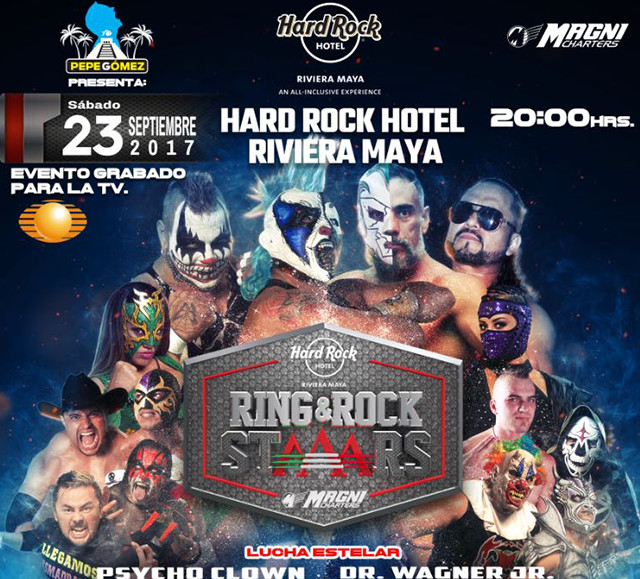 PEPE GÓMEZ
PRESENTA:
Hard Rock
HOTEL
RIVIERA MAYA
AN ALL-INCLUSIVE EXPERIENCE
MAGNI
CHARTERS
Sábado
23 SEPTIEMBRE
2017
HARD ROCK HOTEL
RIVIERA MAYA
20:00HRS.
EVENTO GRABADO
PARA LA TV.
Hard Rock
HOTEL
RIVIERA MAYA
RING&ROCK
STAAARS
MAGNI
CHARTERS
LLEGAMOS
LUCHA ESTELAR
PSYCHO CLOWN DR. WAGNER JR.